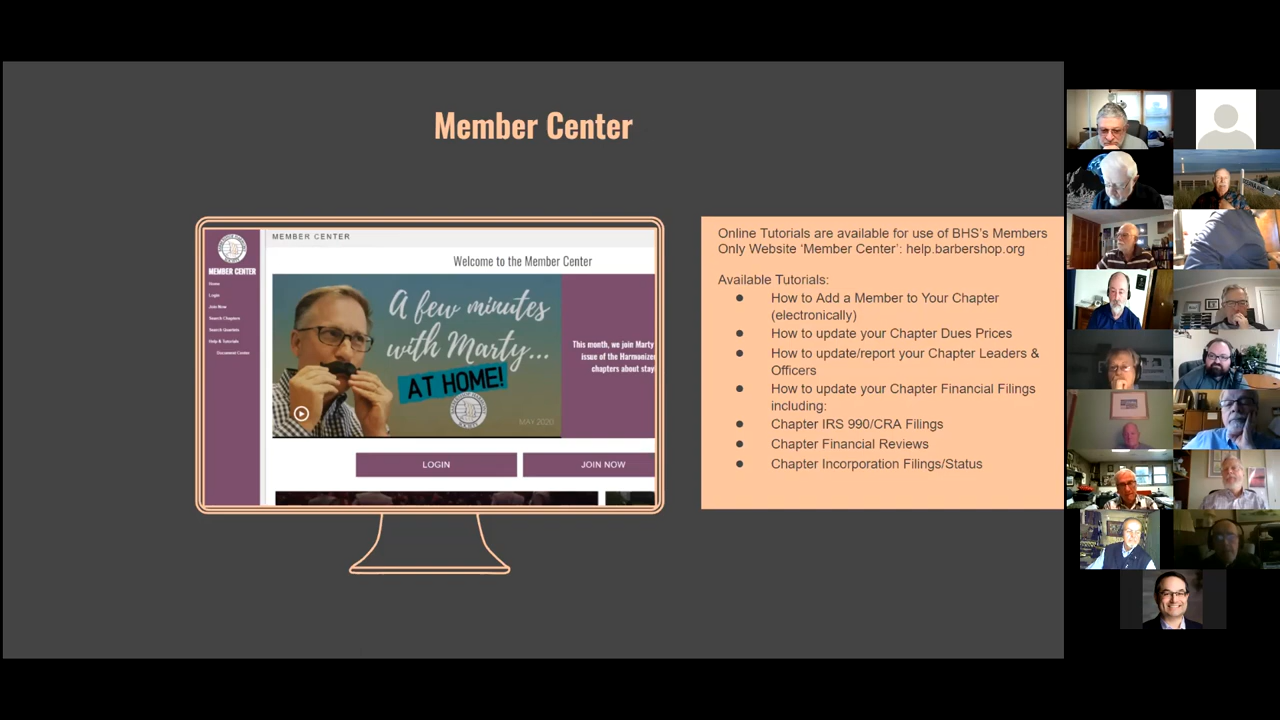 Member Center
MEMBER CENTER
MEMBER CENTER
Home
Login
Join Now
Search Chapters
Search Quartets
Help & Tutorials
Document Center
Welcome to the Member Center
A few minutes
with Marty...
AT HOME!
MAY 2020
This month, we join Marty
issue of the Harmonize
chapters about stay
LOGIN
JOIN NOW
Online Tutorials are available for use of BHS's Members
Only Website 'Member Center': help.barbershop.org
Available Tutorials:
● How to Add a Member to Your Chapter
(electronically)
● How to update your Chapter Dues Prices
● How to update/report your Chapter Leaders &
Officers
● How to update your Chapter Financial Filings
including:
● Chapter IRS 990/CRA Filings
● Chapter Financial Reviews
● Chapter Incorporation Filings/Status